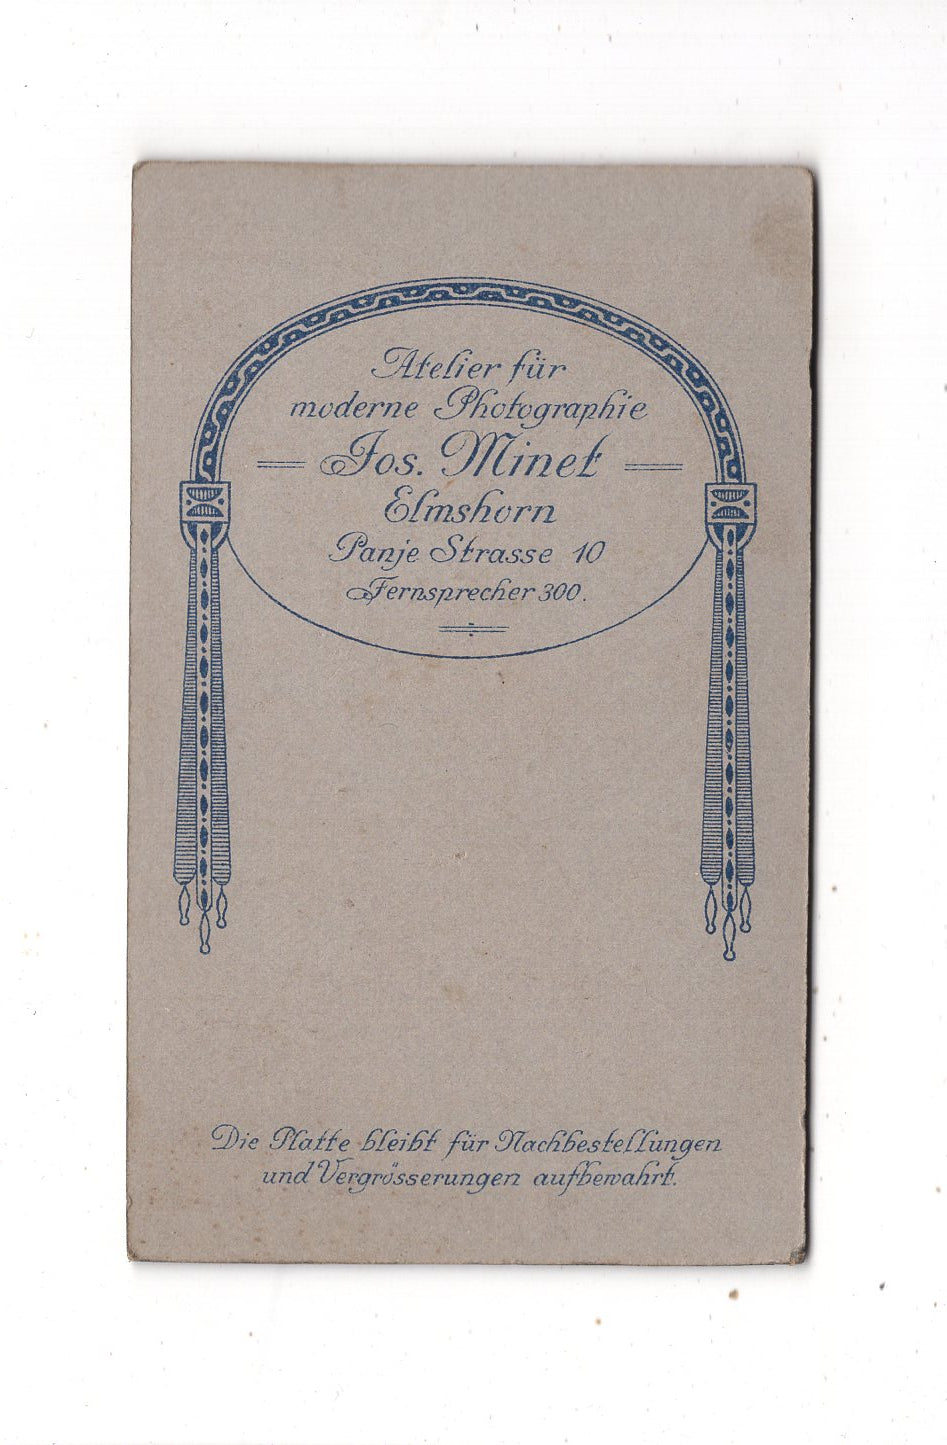 Atelier für
moderne Photographie
Jos. Minet
Elmshorn
Panje Strasse 10
Fernsprecher 300.
Die Platte bleibt für Nachbestellungen
und Vergrösserungen aufbewahrt.